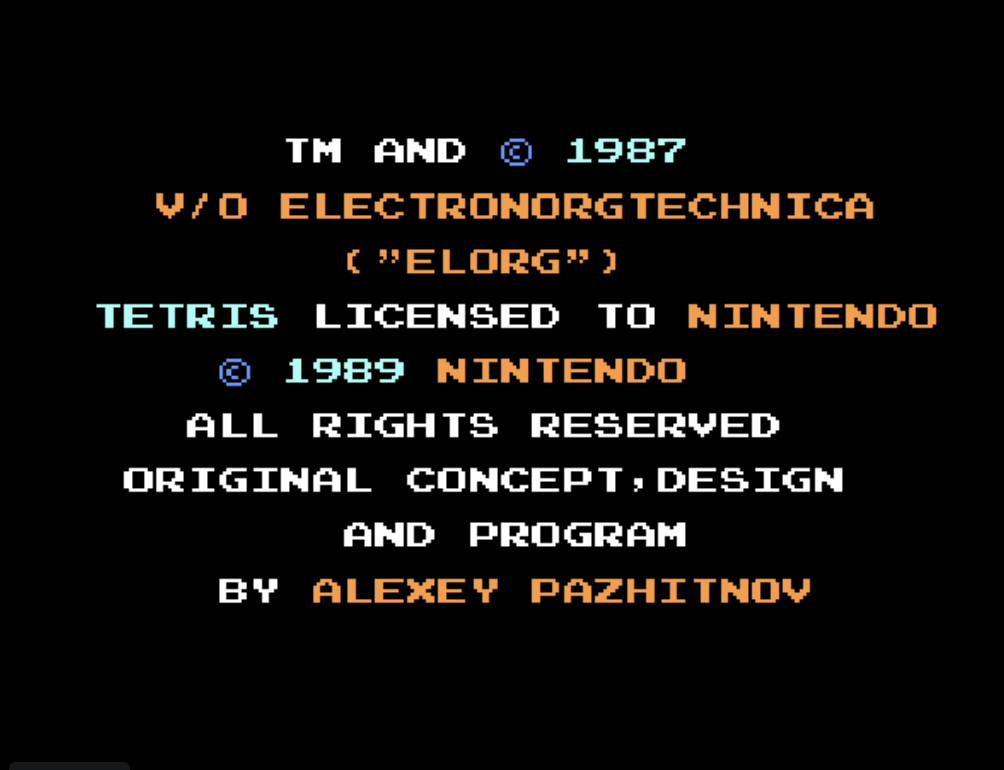 TM AND © 1987
V/O ELECTRONORGTECHNICA
("ELORG")
TETRIS LICENSED TO NINTENDO
© 1989 NINTENDO
ALL RIGHTS RESERVED
ORIGINAL CONCEPT,DESIGN
AND PROGRAM
BY ALEXEY PAZHITNOV